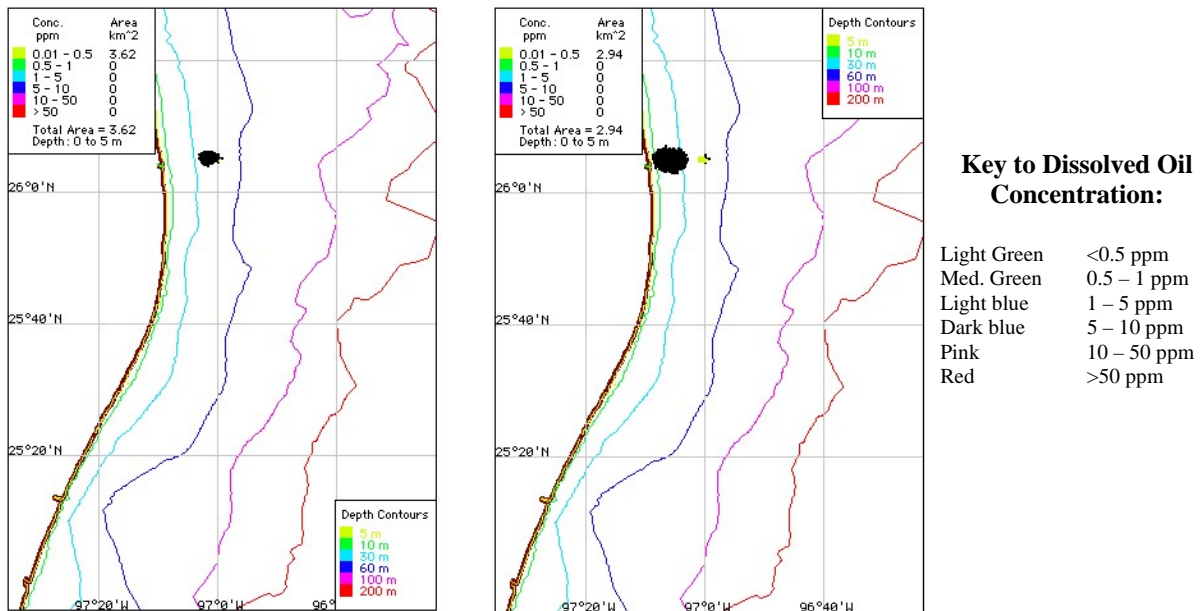 Conc. Area
ppm km^2
0.01 - 0.5 3.62
0.5 - 1 0
1 - 5 0
5 - 10 0
10 - 50 0
> 50 0
Total Area = 3.62
Depth: 0 to 5 m
26°0'N
25°40'N
25°20'N
97°20'W
97°0'W
96°
Depth Contours
5 m
10 m
30 m
60 m
100 m
200 m
Conc. Area
ppm km^2
0.01 - 0.5 2.94
0.5 - 1 0
1 - 5 0
5 - 10 0
10 - 50 0
> 50 0
Total Area = 2.94
Depth: 0 to 5 m
Depth Contours
5 m
10 m
30 m
60 m
100 m
200 m
26°0'N
25°40'N
25°20'N
97°20'W
97°0'W
96°40'W
Key to Dissolved Oil
Concentration:
Light Green <0.5 ppm
Med. Green 0.5 – 1 ppm
Light blue 1 – 5 ppm
Dark blue 5 – 10 ppm
Pink 10 – 50 ppm
Red >50 ppm